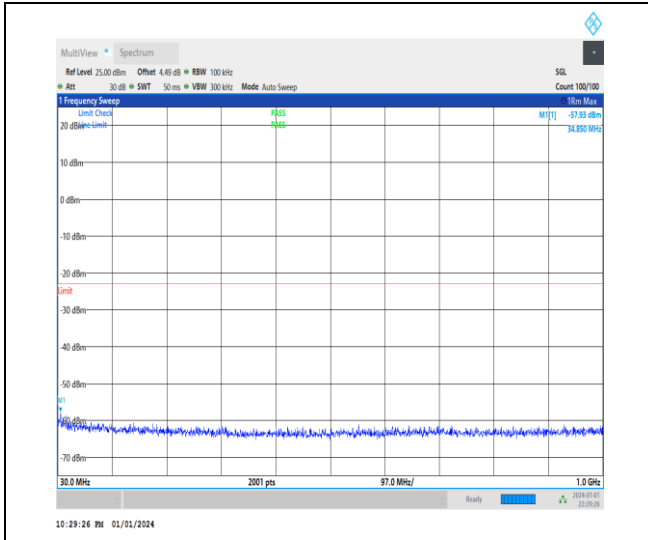 MultiView Spectrum
Ref Level 25.00 dBm Offset 4.49 dB RBW 100 kHz SGL
Att 30 dB SWT 50 ms VBW 300 kHz Mode Auto Sweep Count 100/100
1 Frequency Sweep 1Rm Max
Limit Check PASS M1[1] -57.93 dBm
20 dBm Line Limit PASS 34.850 MHz
10 dBm
0 dBm
-10 dBm
-20 dBm
Limit
-30 dBm
-40 dBm
-50 dBm
M1
-60 dBm
-70 dBm
30.0 MHz 2001 pts 97.0 MHz/ 1.0 GHz
Ready 2024-01-01
22:29:26
10:29:26 PM 01/01/2024